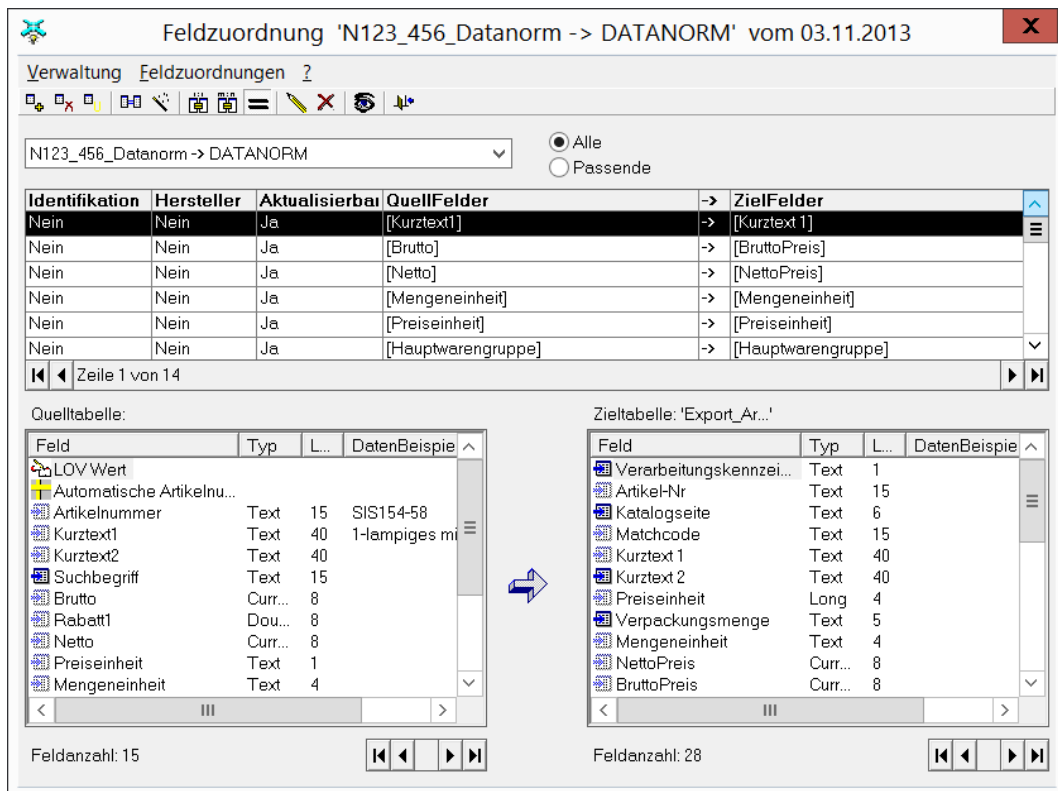 Feldzuordnung 'N123_456_Datanorm -> DATANORM' vom 03.11.2013
X
Verwaltung Feldzuordnungen ?
N123_456_Datanorm -> DATANORM
Alle
Passende
Identifikation Hersteller Aktualisierbar QuellFelder -> ZielFelder
Nein Nein Ja [Kurztext1] -> [Kurztext 1]
Nein Nein Ja [Brutto] -> [BruttoPreis]
Nein Nein Ja [Netto] -> [NettoPreis]
Nein Nein Ja [Mengeneinheit] -> [Mengeneinheit]
Nein Nein Ja [Preiseinheit] -> [Preiseinheit]
Nein Nein Ja [Hauptwarengruppe] -> [Hauptwarengruppe]
Zeile 1 von 14
Quelltabelle:
Feld Typ L... DatenBeispie
LOV Wert
Automatische Artikelnu...
Artikelnummer Text 15 SIS154-58
Kurztext1 Text 40 1-lampiges mi
Kurztext2 Text 40
Suchbegriff Text 15
Brutto Curr... 8
Rabatt1 Dou... 8
Netto Curr... 8
Preiseinheit Text 1
Mengeneinheit Text 4
Feldanzahl: 15
Zieltabelle: 'Export_Ar...'
Feld Typ L... DatenBeispie
Verarbeitungskennzei... Text 1
Artikel-Nr Text 15
Katalogseite Text 6
Matchcode Text 15
Kurztext 1 Text 40
Kurztext 2 Text 40
Preiseinheit Long 4
Verpackungsmenge Text 5
Mengeneinheit Text 4
NettoPreis Curr... 8
BruttoPreis Curr... 8
Feldanzahl: 28